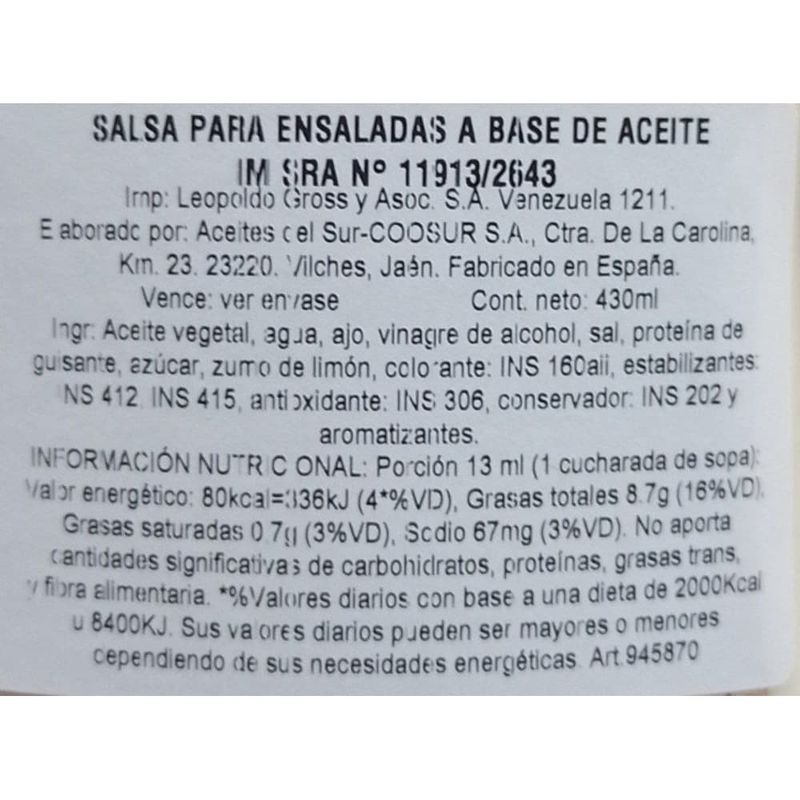 SALSA PARA ENSALADAS A BASE DE ACEITE
IM SRA Nº 11913/2643
Imp: Leopoldo Gross y Asoc. S.A. Venezuela 1211.
Elaborado por: Aceites del Sur-COOSUR S.A., Ctra. De La Carolina,
Km. 23. 23220. Vilches, Jaén. Fabricado en España.
Vence: ver envase Cont. neto: 430ml
Ingr: Aceite vegetal, agua, ajo, vinagre de alcohol, sal, proteína de
guisante, azúcar, zumo de limón, colorante: INS 160aii, estabilizantes:
INS 412, INS 415, antioxidante: INS 306, conservador: INS 202 y
aromatizantes.
INFORMACIÓN NUTRICIONAL: Porción 13 ml (1 cucharada de sopa):
Valor energético: 80kcal=336kJ (4*%VD), Grasas totales 8.7g (16%VD),
Grasas saturadas 0.7g (3%VD), Sodio 67mg (3%VD). No aporta
cantidades significativas de carbohidratos, proteínas, grasas trans,
y fibra alimentaria. *%Valores diarios con base a una dieta de 2000Kcal
u 8400KJ. Sus valores diarios pueden ser mayores o menores
dependiendo de sus necesidades energéticas. Art.945870